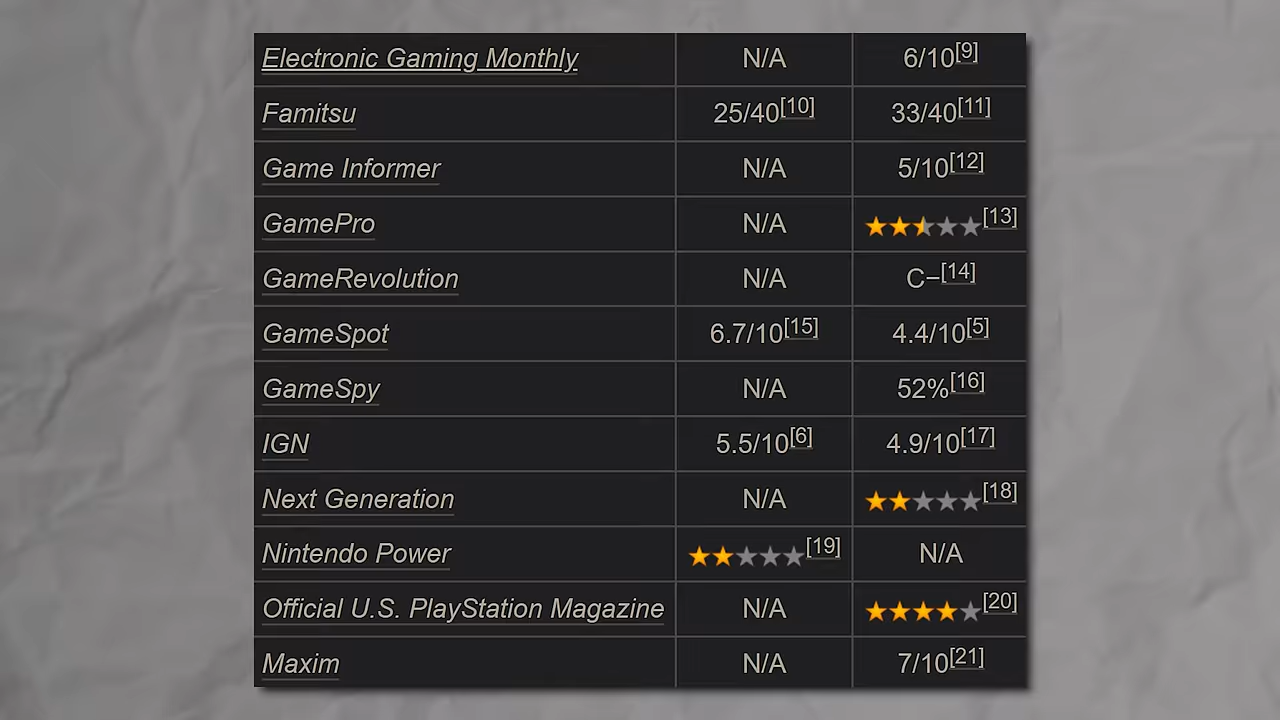 Electronic Gaming Monthly N/A 6/10[9]
Famitsu 25/40[10] 33/40[11]
Game Informer N/A 5/10[12]
GamePro N/A [13]
GameRevolution N/A C−[14]
GameSpot 6.7/10[15] 4.4/10[5]
GameSpy N/A 52%[16]
IGN 5.5/10[6] 4.9/10[17]
Next Generation N/A [18]
Nintendo Power [19] N/A
Official U.S. PlayStation Magazine N/A [20]
Maxim N/A 7/10[21]